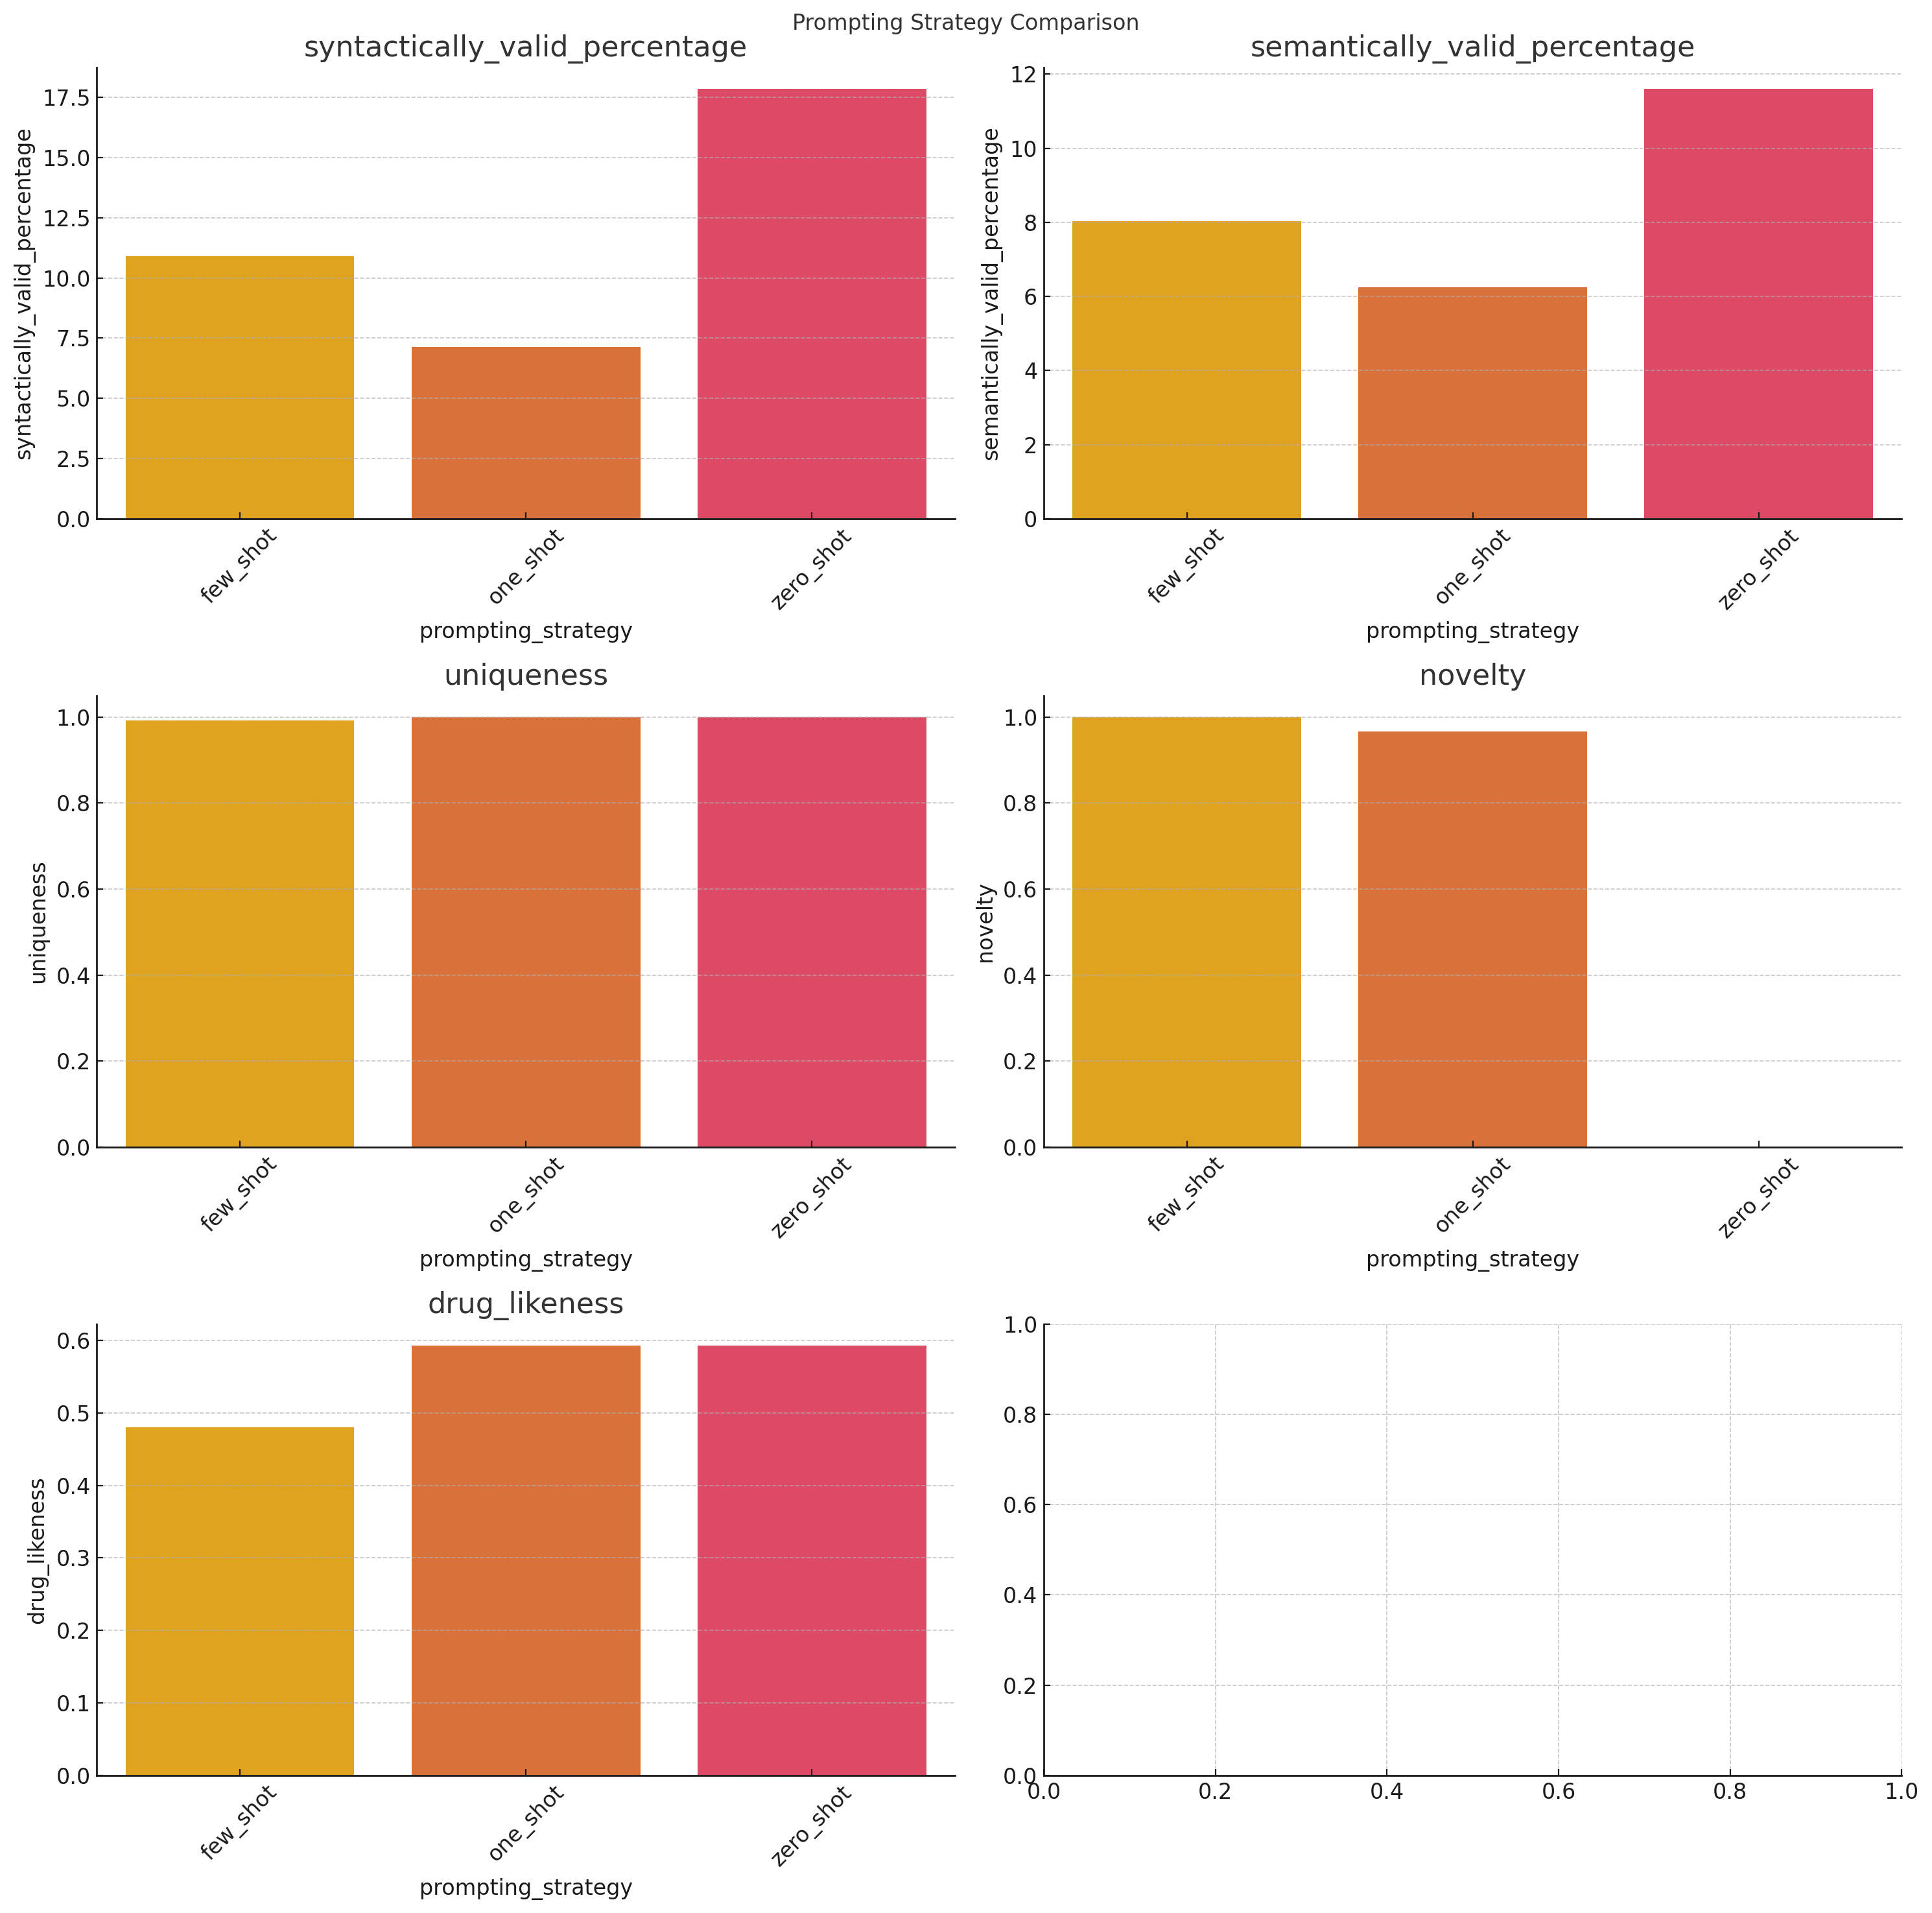 Prompting Strategy Comparison
syntactically_valid_percentage
syntactically_valid_percentage
17.5
15.0
12.5
10.0
7.5
5.0
2.5
0.0
few_shot
one_shot
zero_shot
prompting_strategy
semantically_valid_percentage
semantically_valid_percentage
12
10
8
6
4
2
0
few_shot
one_shot
zero_shot
prompting_strategy
uniqueness
uniqueness
1.0
0.8
0.6
0.4
0.2
0.0
few_shot
one_shot
zero_shot
prompting_strategy
novelty
novelty
1.0
0.8
0.6
0.4
0.2
0.0
few_shot
one_shot
zero_shot
prompting_strategy
drug_likeness
drug_likeness
0.6
0.5
0.4
0.3
0.2
0.1
0.0
few_shot
one_shot
zero_shot
prompting_strategy
1.0
0.8
0.6
0.4
0.2
0.0
0.0 0.2 0.4 0.6 0.8 1.0